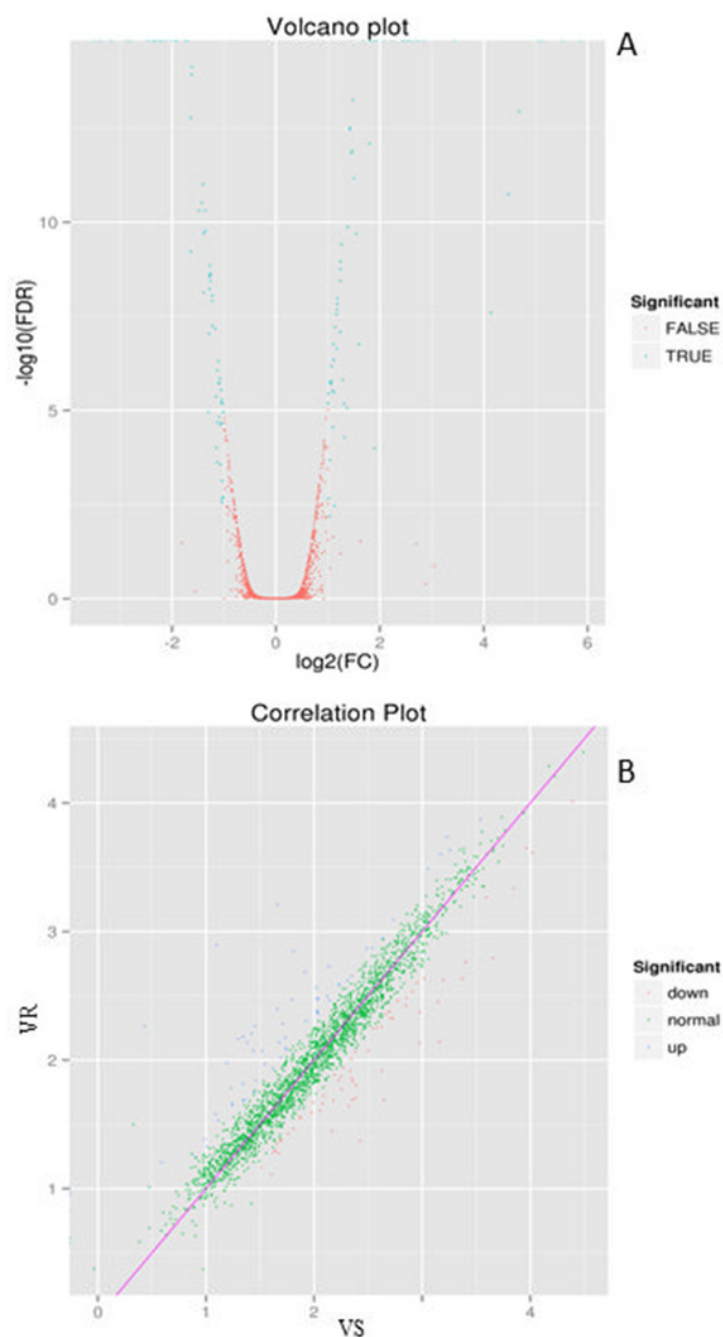 Volcano plot
A
10
5
0
-log10(FDR)
-2
0
2
4
6
log2(FC)
Significant
FALSE
TRUE
Correlation Plot
B
4
3
2
1
VR
0
1
2
3
4
VS
Significant
down
normal
up